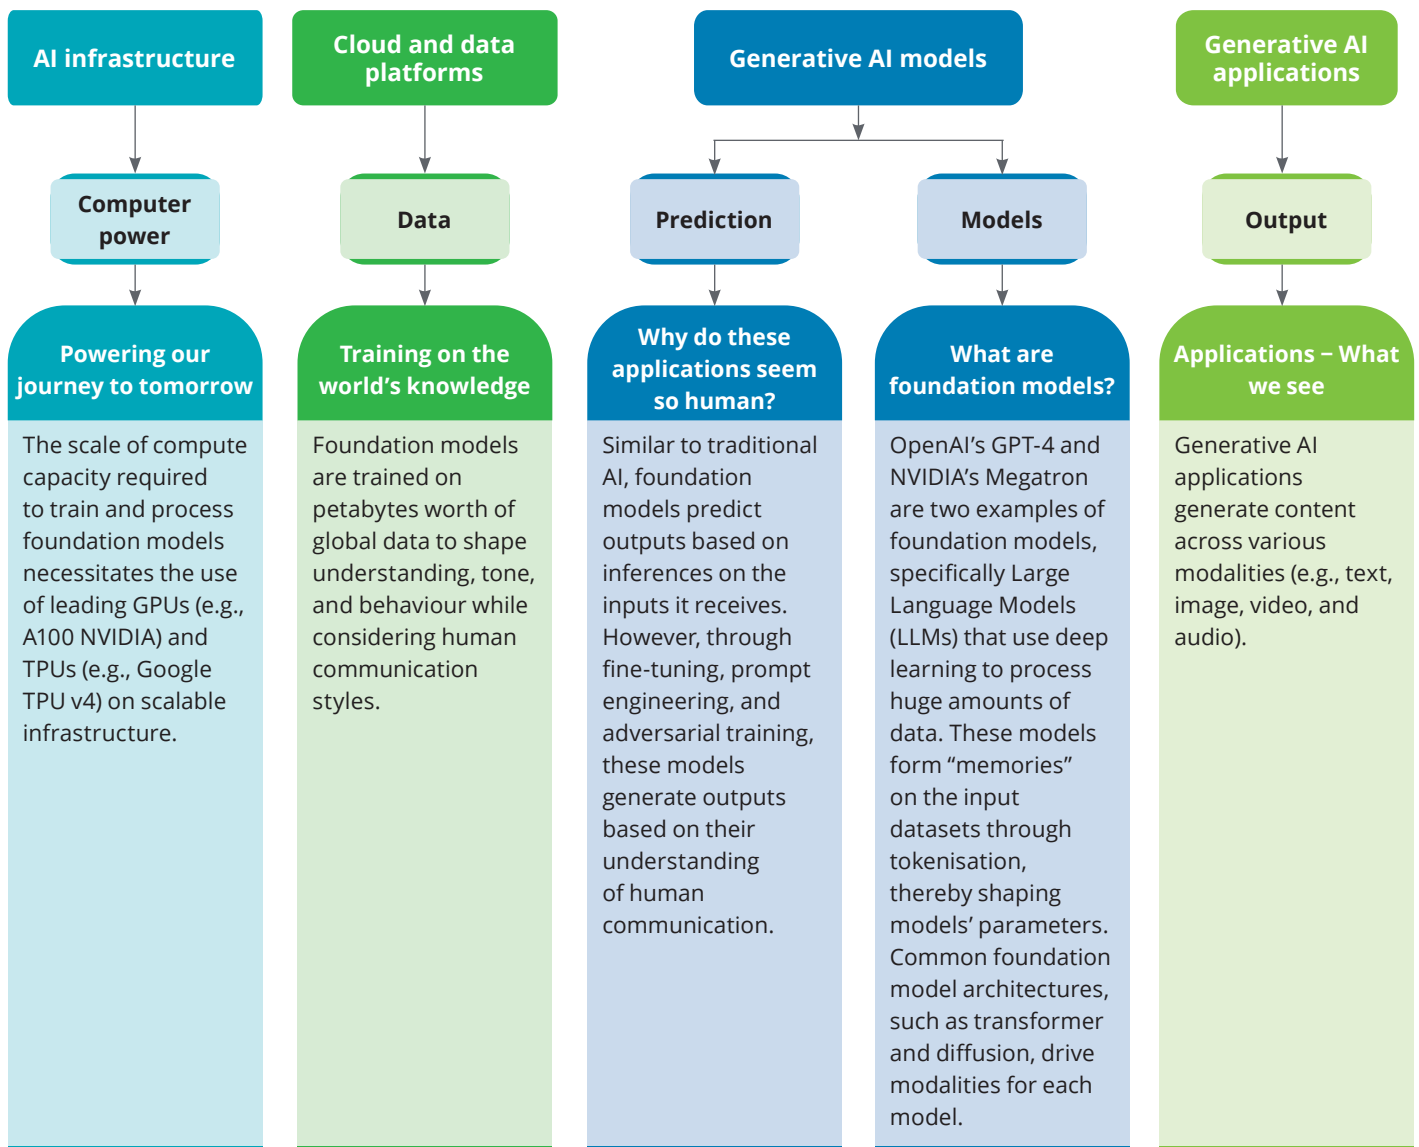 AI infrastructure
Cloud and data
platforms
Generative AI models
Generative AI
applications
Computer
power
Data
Prediction
Models
Output
Powering our
journey to tomorrow
The scale of compute
capacity required
to train and process
foundation models
necessitates the use
of leading GPUs (e.g.,
A100 NVIDIA) and
TPUs (e.g., Google
TPU v4) on scalable
infrastructure.
Training on the
world’s knowledge
Foundation models
are trained on
petabytes worth of
global data to shape
understanding, tone,
and behaviour while
considering human
communication
styles.
Why do these
applications seem
so human?
Similar to traditional
AI, foundation
models predict
outputs based on
inferences on the
inputs it receives.
However, through
fine-tuning, prompt
engineering, and
adversarial training,
these models
generate outputs
based on their
understanding
of human
communication.
What are
foundation models?
OpenAI’s GPT-4 and
NVIDIA’s Megatron
are two examples of
foundation models,
specifically Large
Language Models
(LLMs) that use deep
learning to process
huge amounts of
data. These models
form “memories”
on the input
datasets through
tokenisation,
thereby shaping
models’ parameters.
Common foundation
model architectures,
such as transformer
and diffusion, drive
modalities for each
model.
Applications – What
we see
Generative AI
applications
generate content
across various
modalities (e.g., text,
image, video, and
audio).